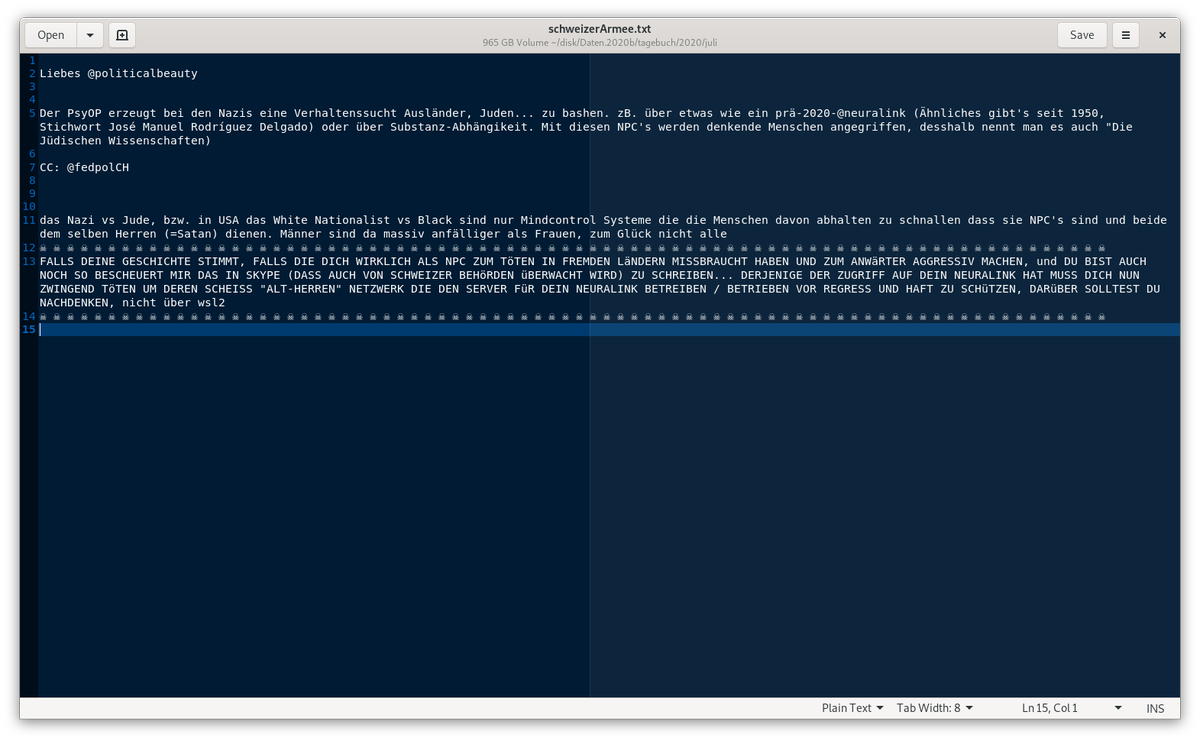 Open
schweizerArmee.txt
965 GB Volume ~/disk/Daten.2020b/tagebuch/2020/juli
Save
1
2 Liebes @politicalbeauty
3
4
5 Der PsyOP erzeugt bei den Nazis eine Verhaltenssucht Ausländer, Juden... zu bashen. zB. über etwas wie ein prä-2020-@neuralink (Ähnliches gibt's seit 1950,
Stichwort José Manuel Rodríguez Delgado) oder über Substanz-Abhängikeit. Mit diesen NPC's werden denkende Menschen angegriffen, desshalb nennt man es auch "Die
Jüdischen Wissenschaften)
6
7 CC: @fedpolCH
8
9
10
11 das Nazi vs Jude, bzw. in USA das White Nationalist vs Black sind nur Mindcontrol Systeme die die Menschen davon abhalten zu schnallen dass sie NPC's sind und beide
dem selben Herren (=Satan) dienen. Männer sind da massiv anfälliger als Frauen, zum Glück nicht alle
12 ☠ ☠ ☠ ☠ ☠ ☠ ☠ ☠ ☠ ☠ ☠ ☠ ☠ ☠ ☠ ☠ ☠ ☠ ☠ ☠ ☠ ☠ ☠ ☠ ☠ ☠ ☠ ☠ ☠ ☠ ☠ ☠ ☠ ☠ ☠ ☠ ☠ ☠ ☠ ☠ ☠ ☠ ☠ ☠ ☠ ☠ ☠ ☠ ☠ ☠ ☠ ☠ ☠ ☠ ☠ ☠ ☠ ☠ ☠ ☠ ☠ ☠ ☠ ☠ ☠ ☠ ☠ ☠ ☠ ☠ ☠ ☠ ☠ ☠ ☠ ☠ ☠ ☠
13 FALLS DEINE GESCHICHTE STIMMT, FALLS DIE DICH WIRKLICH ALS NPC ZUM TöTEN IN FREMDEN LäNDERN MISSBRAUCHT HABEN UND ZUM ANWäRTER AGGRESSIV MACHEN, und DU BIST AUCH
NOCH SO BESCHEUERT MIR DAS IN SKYPE (DASS AUCH VON SCHWEIZER BEHöRDEN üBERWACHT WIRD) ZU SCHREIBEN... DERJENIGE DER ZUGRIFF AUF DEIN NEURALINK HAT MUSS DICH NUN
ZWINGEND TöTEN UM DEREN SCHEISS "ALT-HERREN" NETZWERK DIE DEN SERVER FüR DEIN NEURALINK BETREIBEN / BETRIEBEN VOR REGRESS UND HAFT ZU SCHüTZEN, DARüBER SOLLTEST DU
NACHDENKEN, nicht über wsl2
14 ☠ ☠ ☠ ☠ ☠ ☠ ☠ ☠ ☠ ☠ ☠ ☠ ☠ ☠ ☠ ☠ ☠ ☠ ☠ ☠ ☠ ☠ ☠ ☠ ☠ ☠ ☠ ☠ ☠ ☠ ☠ ☠ ☠ ☠ ☠ ☠ ☠ ☠ ☠ ☠ ☠ ☠ ☠ ☠ ☠ ☠ ☠ ☠ ☠ ☠ ☠ ☠ ☠ ☠ ☠ ☠ ☠ ☠ ☠ ☠ ☠ ☠ ☠ ☠ ☠ ☠ ☠ ☠ ☠ ☠ ☠ ☠ ☠ ☠ ☠ ☠ ☠ ☠
15
Plain Text Tab Width: 8 Ln 15, Col 1 INS